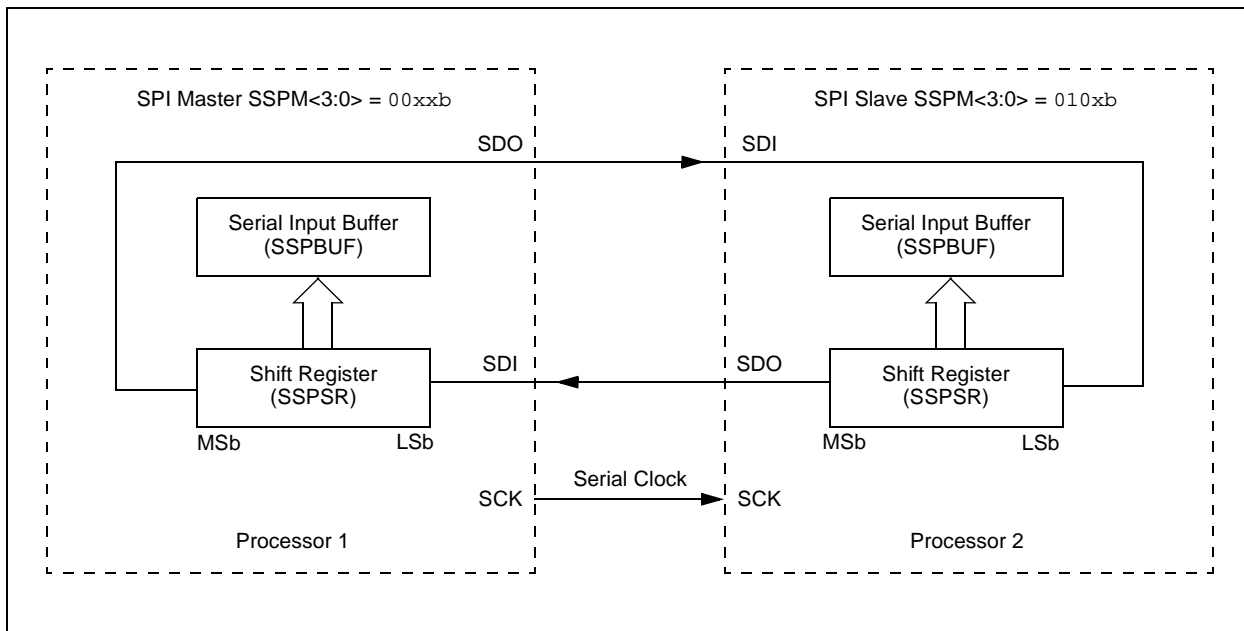 SPI Master SSPM<3:0> = 00xxb
SPI Slave SSPM<3:0> = 010xb
SDO
SDI
Serial Input Buffer
(SSPBUF)
Serial Input Buffer
(SSPBUF)
SDI
SDO
Shift Register
(SSPSR)
Shift Register
(SSPSR)
MSb
LSb
MSb
LSb
Serial Clock
SCK
SCK
Processor 1
Processor 2